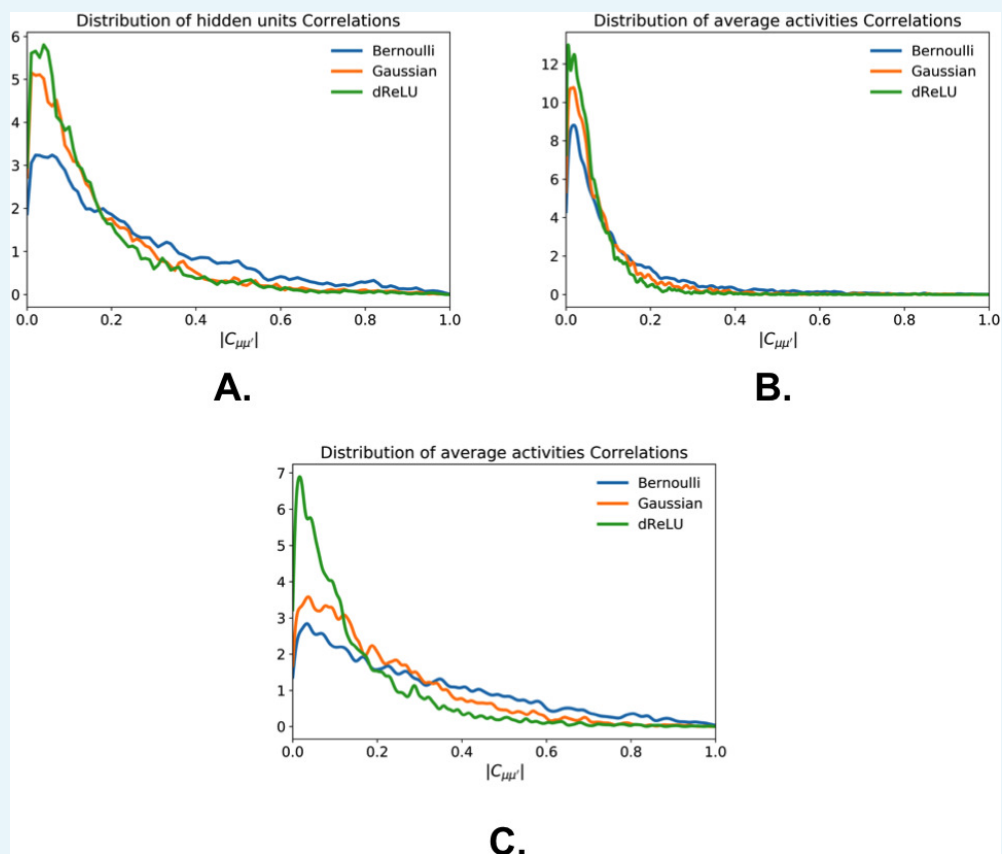 Distribution of hidden units Correlations
6
5
4
3
2
1
0
0.0 0.2 0.4 0.6 0.8 1.0
|Cμμ′|
Bernoulli
Gaussian
dReLU
A.
Distribution of average activities Correlations
12
10
8
6
4
2
0
0.0 0.2 0.4 0.6 0.8 1.0
|Cμμ′|
Bernoulli
Gaussian
dReLU
B.
Distribution of average activities Correlations
7
6
5
4
3
2
1
0
0.0 0.2 0.4 0.6 0.8 1.0
|Cμμ′|
Bernoulli
Gaussian
dReLU
C.